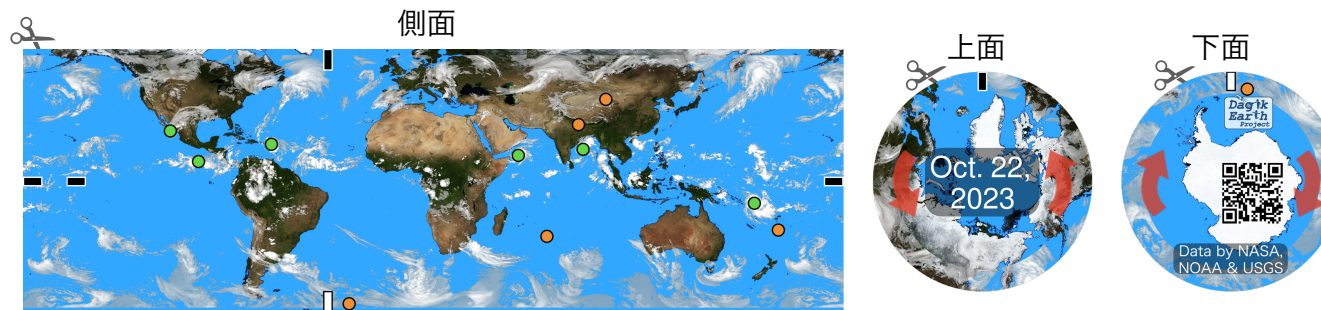 側面
上面
下面
Oct. 22,
2023
Dagik
Earth
Project
Data by NASA,
NOAA & USGS